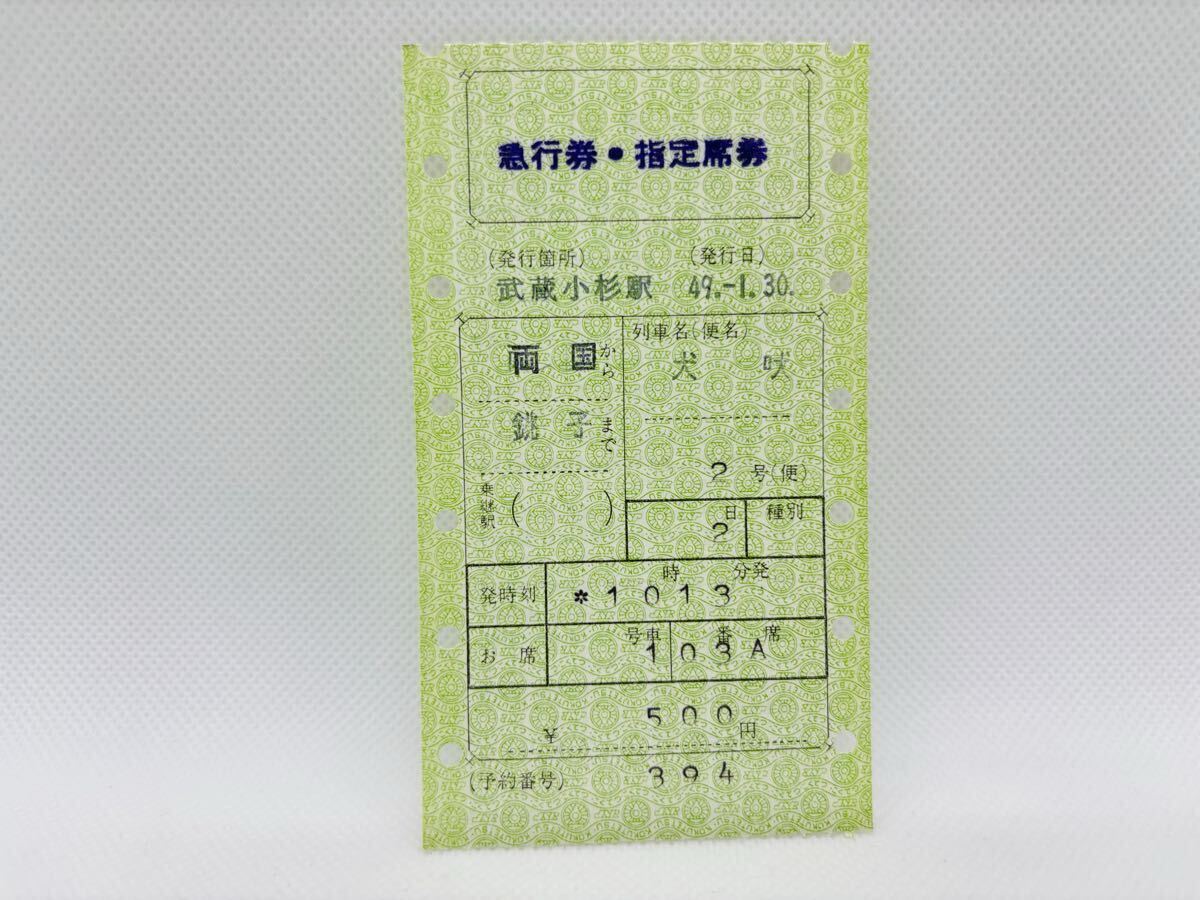 急行券・指定席券
(発行箇所) (発行日)
武蔵小杉駅 49.-1.30.
両国から
銚子まで
乗継駅( )
列車名(便名)
犬吠
2 号(便)
日 種別
2
時 分発
発時刻 *1013
号車 番席
お席 1 03A
¥ 500円
(予約番号) 394